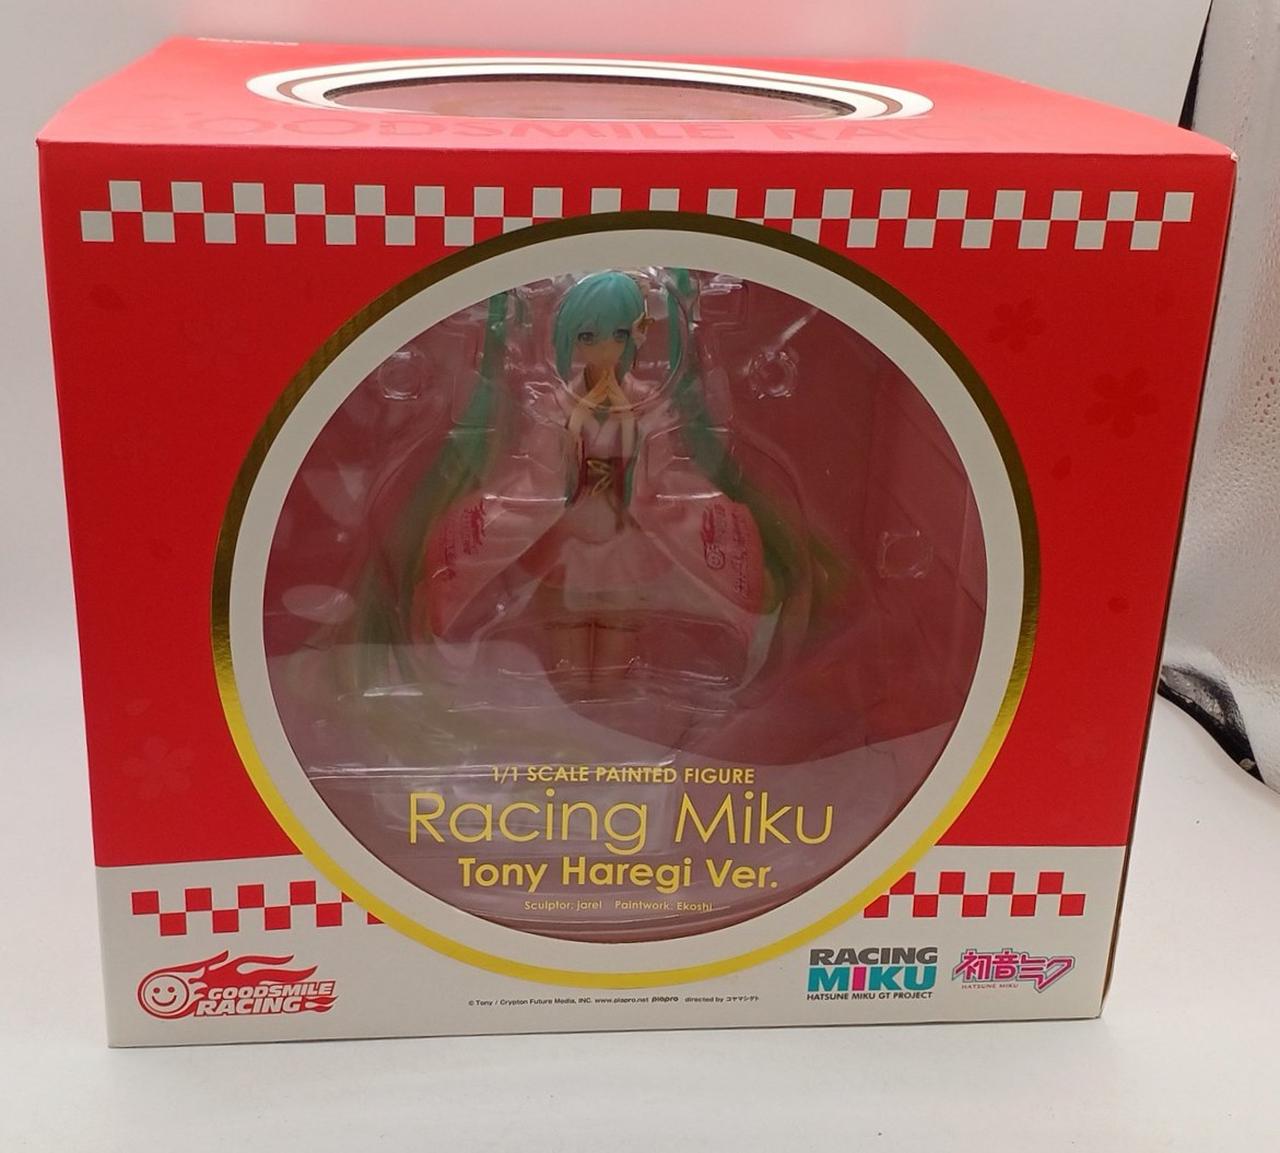 GOODSMILE RACING
1/1 SCALE PAINTED FIGURE
Racing Miku
Tony Haregi Ver.
Sculptor: jarel Paintwork: Ekoshi
GOODSMILE
RACING
© Tony / Crypton Future Media, INC. www.piapro.net piapro directed by コヤマシゲト
RACING
MIKU
HATSUNE MIKU GT PROJECT
初音ミク
HATSUNE MIKU